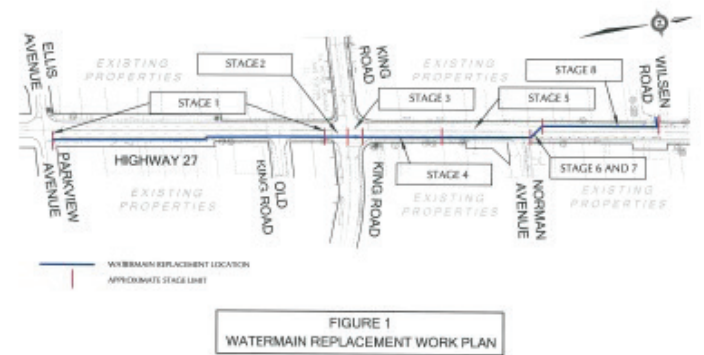 ELLIS
AVENUE
EXISTING
PROPERTIES
STAGE 1
STAGE2
KING
ROAD
EXISTING
PROPERTIES
STAGE 3
STAGE 5
STAGE 8
WILSEN
ROAD
PARKVIEW
AVENUE
HIGHWAY 27
EXISTING
PROPERTIES
OLD
KING ROAD
KING ROAD
STAGE 4
EXISTING
PROPERTIES
NORMAN
AVENUE
STAGE 6 AND 7
EXISTING
PROPERTIES
WATERMAIN REPLACEMENT LOCATION
APPROXIMATE STAGE LIMIT
FIGURE 1
WATERMAIN REPLACEMENT WORK PLAN